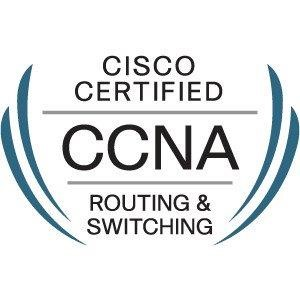 CISCO
CERTIFIED
CCNA
ROUTING &
SWITCHING